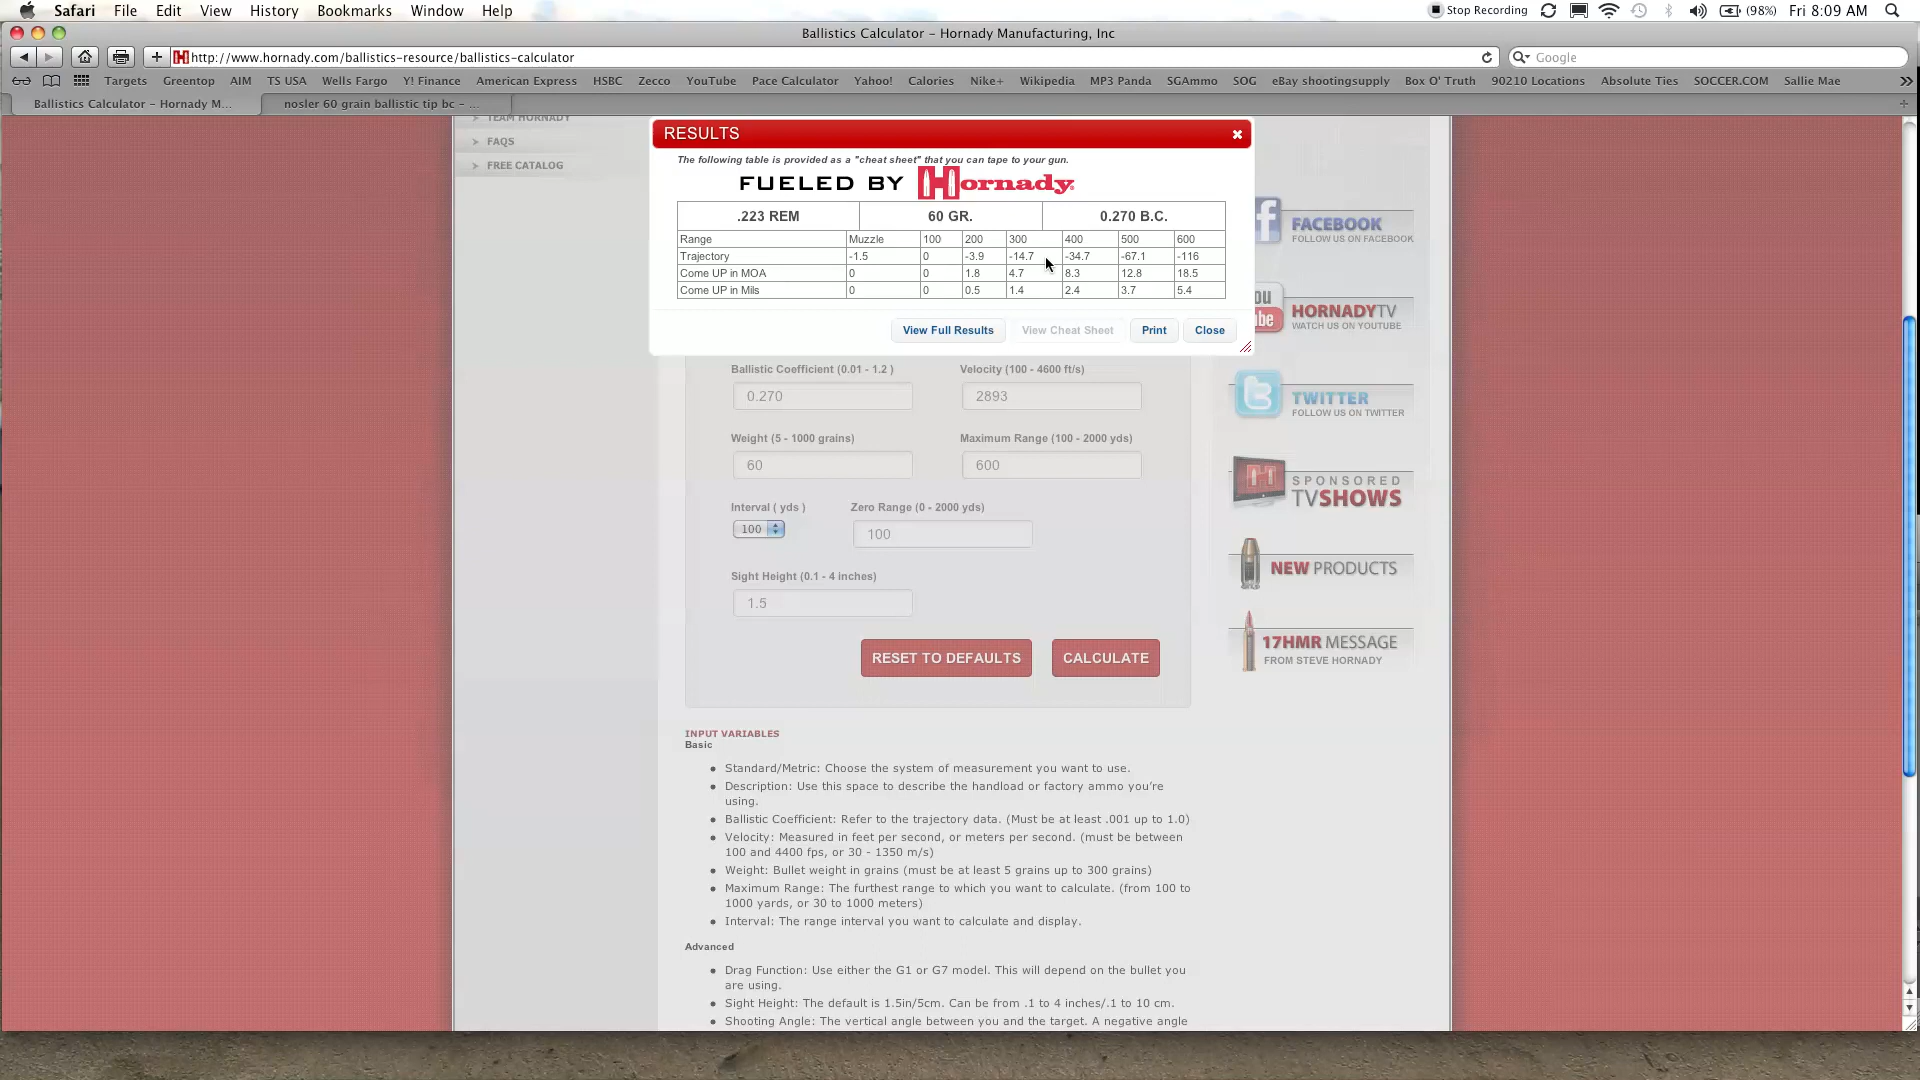 Safari File Edit View History Bookmarks Window Help Stop Recording (98%) Fri 8:09 AM
Ballistics Calculator – Hornady Manufacturing, Inc
http://www.hornady.com/ballistics-resource/ballistics-calculator Google
Targets Greentop AIM TS USA Wells Fargo Y! Finance American Express HSBC Zecco YouTube Pace Calculator Yahoo! Calories Nike+ Wikipedia MP3 Panda SGAmmo SOG eBay shootingsupply Box O' Truth 90210 Locations Absolute Ties SOCCER.COM Sallie Mae
Ballistics Calculator – Hornady M... nosler 60 grain ballistic tip bc – ...
TEAM HORNADY
FAQS
FREE CATALOG
RESULTS
The following table is provided as a "cheat sheet" that you can tape to your gun.
FUELED BY Hornady
.223 REM 60 GR. 0.270 B.C.
Range Muzzle 100 200 300 400 500 600
Trajectory -1.5 0 -3.9 -14.7 -34.7 -67.1 -116
Come UP in MOA 0 0 1.8 4.7 8.3 12.8 18.5
Come UP in Mils 0 0 0.5 1.4 2.4 3.7 5.4
View Full Results View Cheat Sheet Print Close
Ballistic Coefficient (0.01 - 1.2 ) Velocity (100 - 4600 ft/s)
0.270 2893
Weight (5 - 1000 grains) Maximum Range (100 - 2000 yds)
60 600
Interval ( yds ) Zero Range (0 - 2000 yds)
100 100
Sight Height (0.1 - 4 inches)
1.5
RESET TO DEFAULTS CALCULATE
FACEBOOK
FOLLOW US ON FACEBOOK
HORNADYTV
WATCH US ON YOUTUBE
TWITTER
FOLLOW US ON TWITTER
SPONSORED
TVSHOWS
NEW PRODUCTS
17HMR MESSAGE
FROM STEVE HORNADY
INPUT VARIABLES
Basic
Standard/Metric: Choose the system of measurement you want to use.
Description: Use this space to describe the handload or factory ammo you're
using.
Ballistic Coefficient: Refer to the trajectory data. (Must be at least .001 up to 1.0)
Velocity: Measured in feet per second, or meters per second. (must be between
100 and 4400 fps, or 30 - 1350 m/s)
Weight: Bullet weight in grains (must be at least 5 grains up to 300 grains)
Maximum Range: The furthest range to which you want to calculate. (from 100 to
1000 yards, or 30 to 1000 meters)
Interval: The range interval you want to calculate and display.
Advanced
Drag Function: Use either the G1 or G7 model. This will depend on the bullet you
are using.
Sight Height: The default is 1.5in/5cm. Can be from .1 to 4 inches/.1 to 10 cm.
Shooting Angle: The vertical angle between you and the target. A negative angle